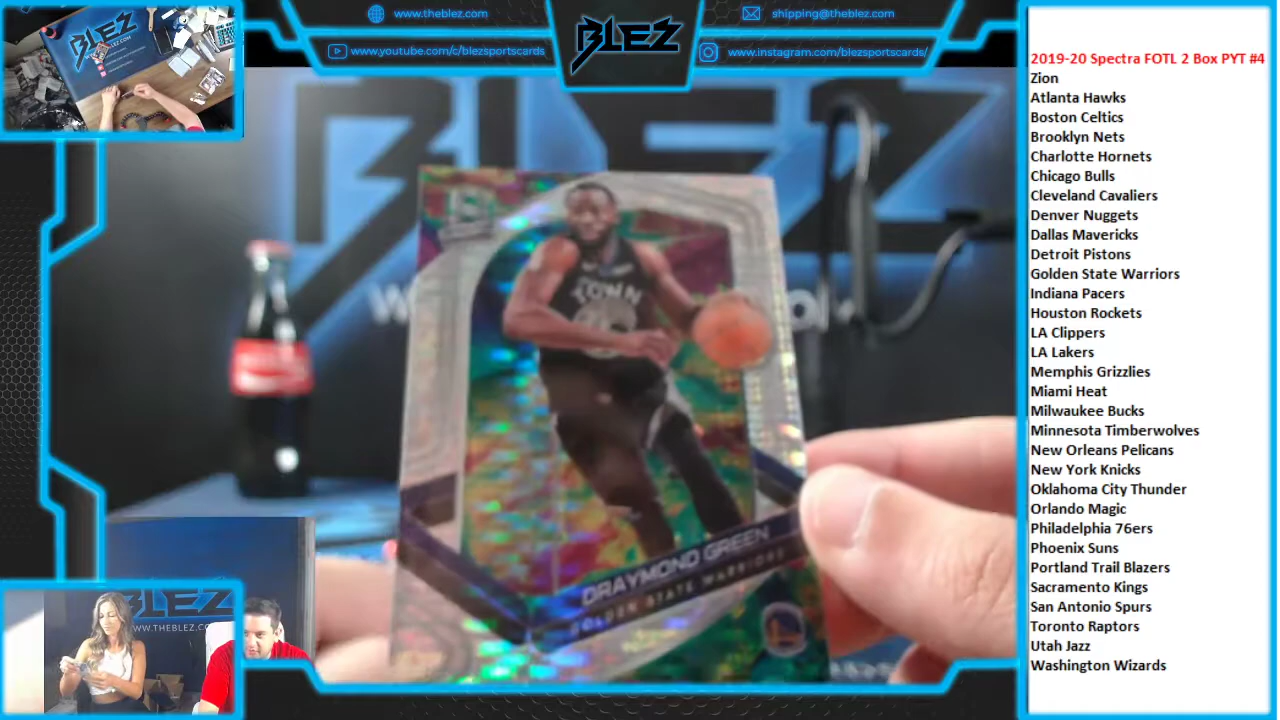 www.theblez.com
www.youtube.com/c/blezsportscards
BLEZ
shipping@theblez.com
www.instagram.com/blezsportscards/
BLEZ
TOWN
DRAYMOND GREEN
GOLDEN STATE WARRIORS
BLEZ
WWW.THEBLEZ.CO
2019-20 Spectra FOTL 2 Box PYT #4
Zion
Atlanta Hawks
Boston Celtics
Brooklyn Nets
Charlotte Hornets
Chicago Bulls
Cleveland Cavaliers
Denver Nuggets
Dallas Mavericks
Detroit Pistons
Golden State Warriors
Indiana Pacers
Houston Rockets
LA Clippers
LA Lakers
Memphis Grizzlies
Miami Heat
Milwaukee Bucks
Minnesota Timberwolves
New Orleans Pelicans
New York Knicks
Oklahoma City Thunder
Orlando Magic
Philadelphia 76ers
Phoenix Suns
Portland Trail Blazers
Sacramento Kings
San Antonio Spurs
Toronto Raptors
Utah Jazz
Washington Wizards